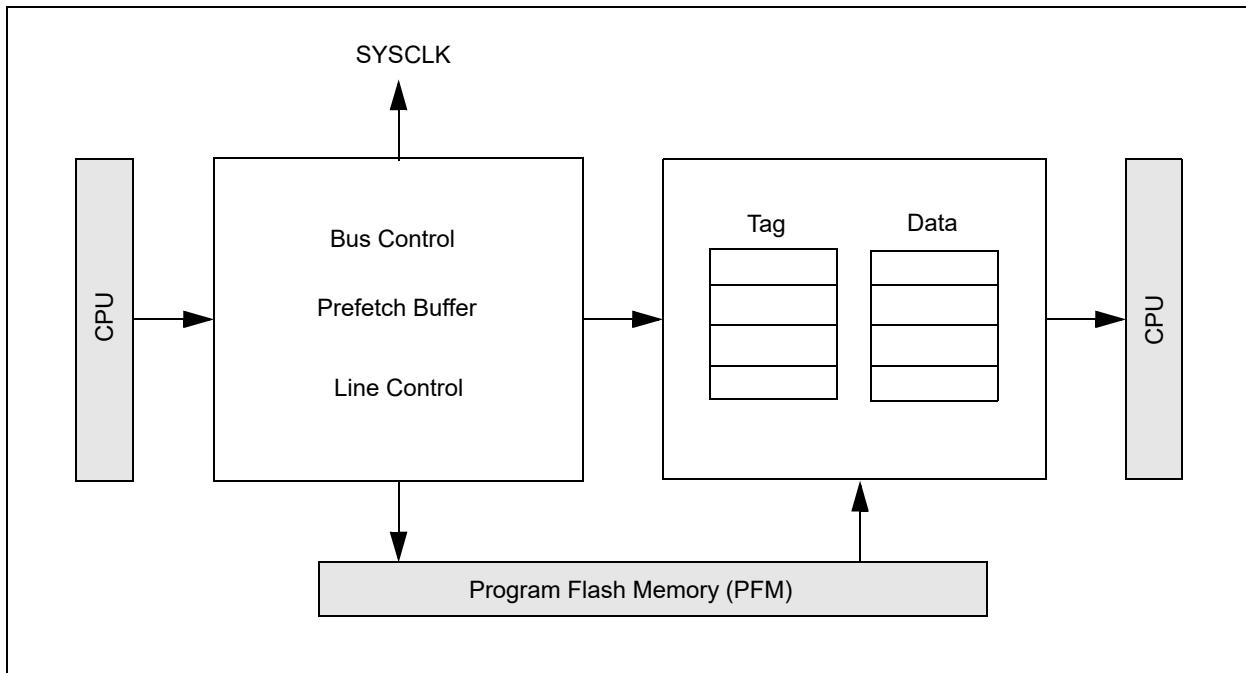 SYSCLK
CPU
Bus Control
Prefetch Buffer
Line Control
Tag
Data
CPU
Program Flash Memory (PFM)